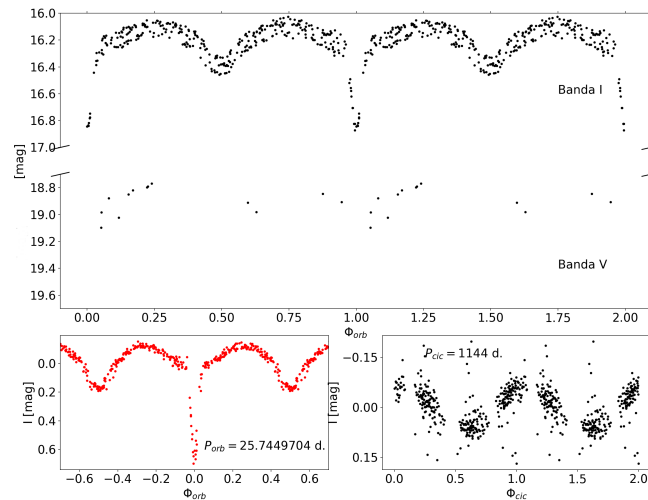 16.0
16.2
16.4
16.6
16.8
17.0
[mag]
18.8
19.0
19.2
19.4
19.6
Banda I
Banda V
0.00 0.25 0.50 0.75 1.00 1.25 1.50 1.75 2.00
Φorb
I [mag]
0.0
0.2
0.4
0.6
Porb = 25.7449704 d.
−0.6 −0.4 −0.2 0.0 0.2 0.4 0.6
Φorb
I [mag]
−0.15
0.00
0.15
Pcic = 1144 d.
0.0 0.5 1.0 1.5 2.0
Φcic